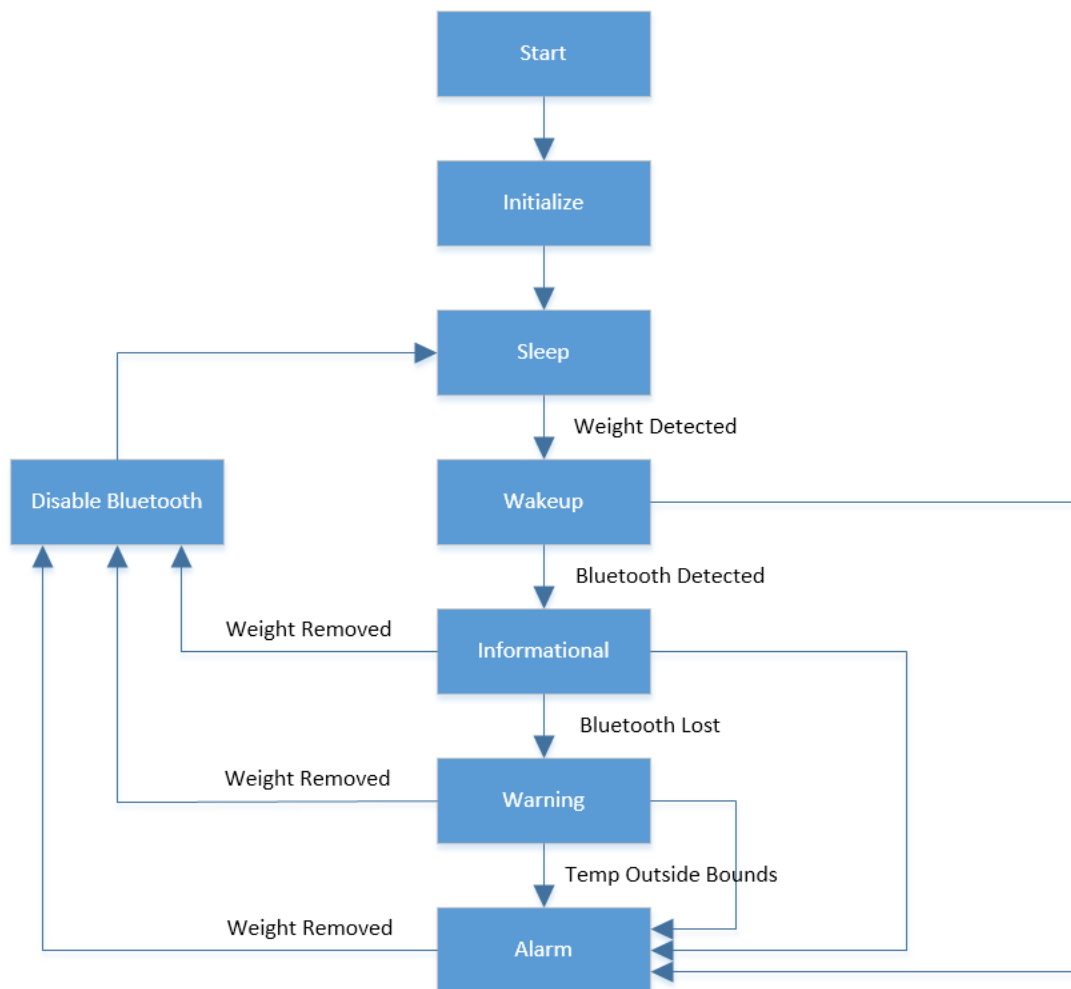 Start
Initialize
Sleep
Weight Detected
Disable Bluetooth
Wakeup
Bluetooth Detected
Weight Removed
Informational
Bluetooth Lost
Weight Removed
Warning
Temp Outside Bounds
Weight Removed
Alarm